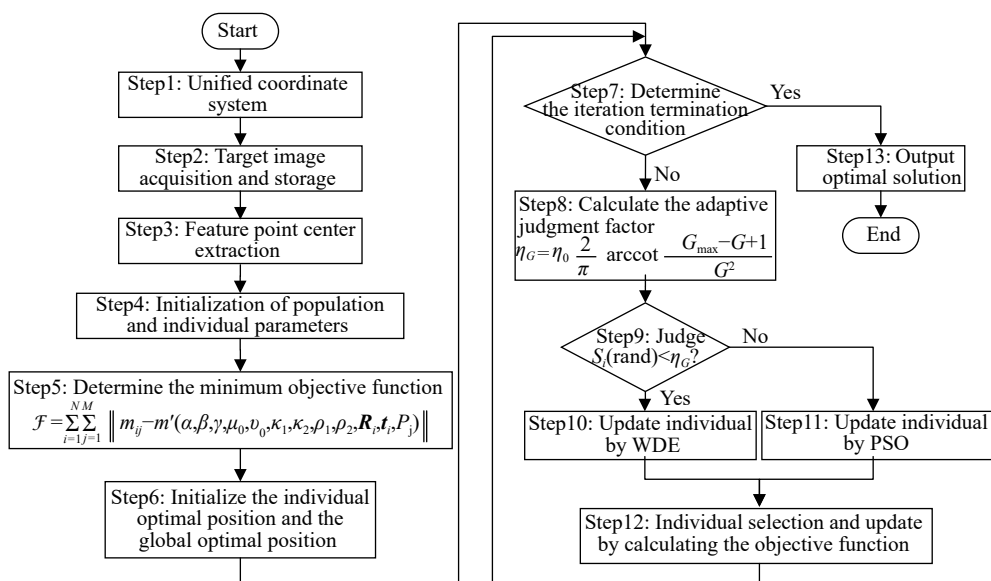 Start
Step1: Unified coordinate
system
Step2: Target image
acquisition and storage
Step3: Feature point center
extraction
Step4: Initialization of population
and individual parameters
Step5: Determine the minimum objective function
ℱ=∑_{i=1}^{N}∑_{j=1}^{M}‖m_{ij}−m′(α,β,γ,μ_0,υ_0,κ_1,κ_2,ρ_1,ρ_2,R_i,t_i,P_j)‖
Step6: Initialize the individual
optimal position and the
global optimal position
Step7: Determine
the iteration termination
condition
Yes
No
Step13: Output
optimal solution
End
Step8: Calculate the adaptive
judgment factor
η_G=η_0 2/π arccot (G_max−G+1)/G^2
Step9: Judge
S_i(rand)<η_G?
No
Yes
Step10: Update individual
by WDE
Step11: Update individual
by PSO
Step12: Individual selection and update
by calculating the objective function